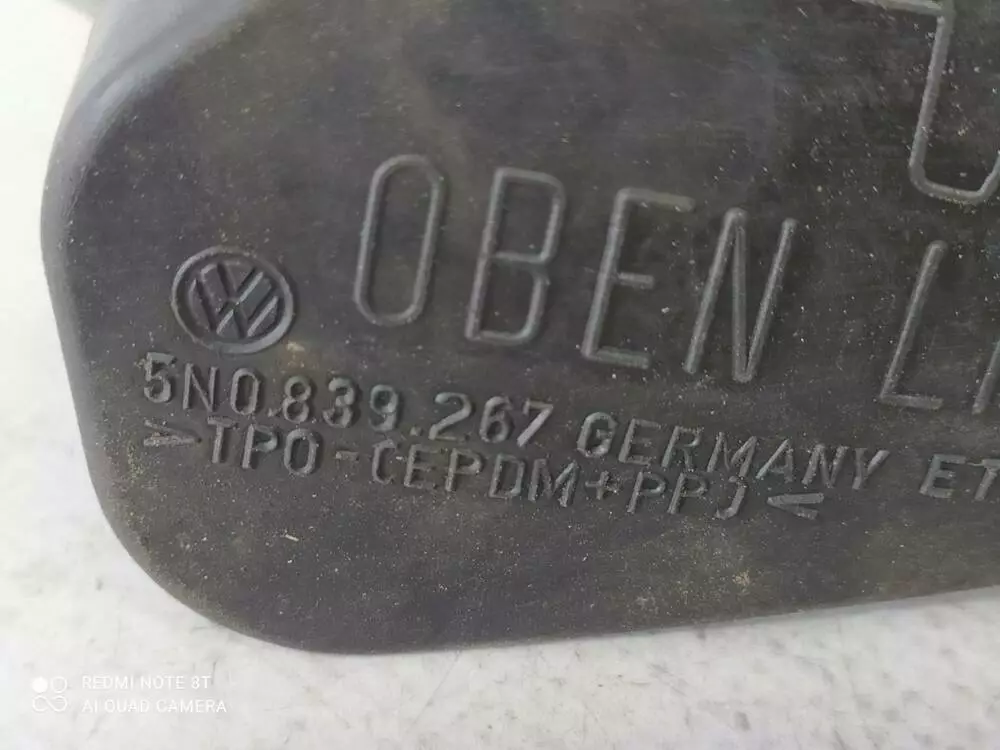 OBEN
5N0.839.267 GERMANY
>TPO-(EPDM+PP)<
REDMI NOTE 8T
AI QUAD CAMERA